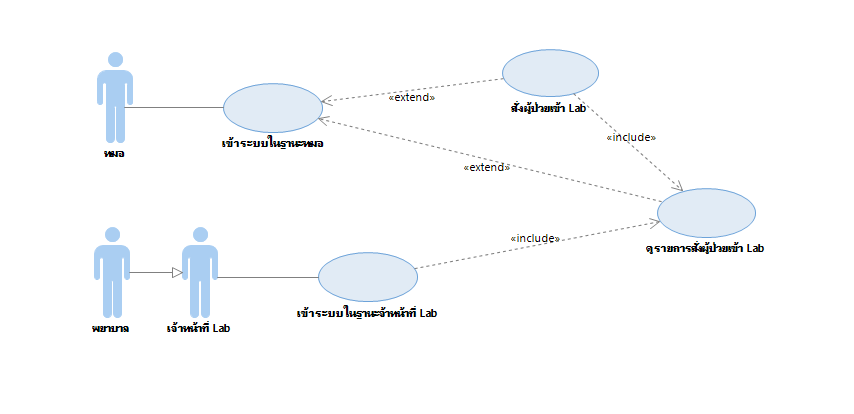 «extend»
สั่งผู้ป่วยเข้า Lab
หมอ
เข้าระบบในฐานะหมอ
«include»
«extend»
«include»
ดูรายการสั่งผู้ป่วยเข้า Lab
พยาบาล
เจ้าหน้าที่ Lab
เข้าระบบในฐานะจ้าหน้าที่ Lab